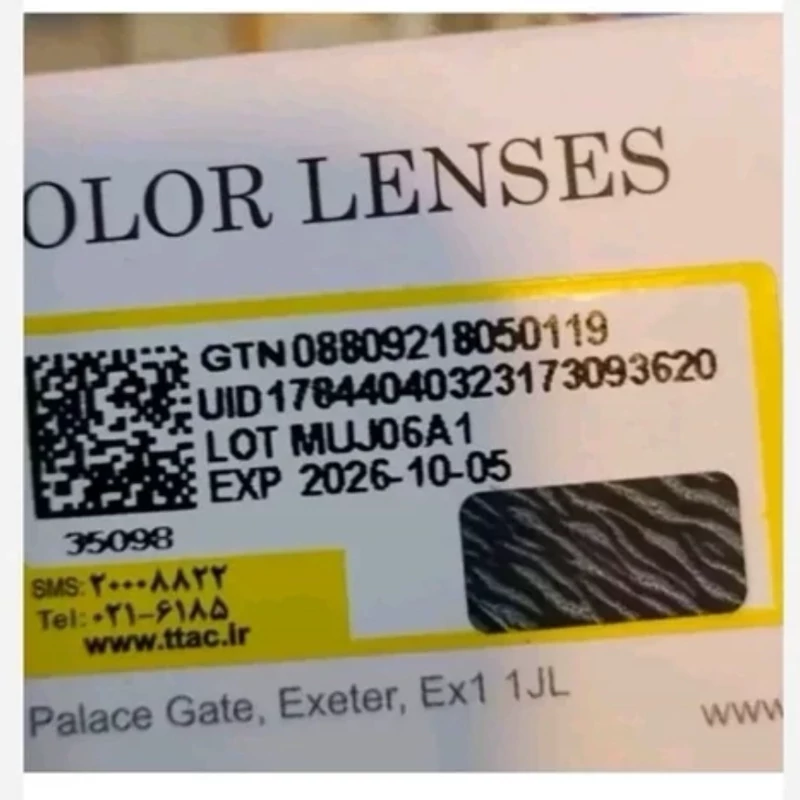 OLOR LENSES
GTN 08809218050119
UID 17844040323173093620
LOT MUJ06A1
EXP 2026-10-05
35098
SMS: ۲۰۰۰۸۸۲۲
Tel: ۰۲۱-۶۱۸۵
www.ttac.ir
Palace Gate, Exeter, Ex1 1JL
www